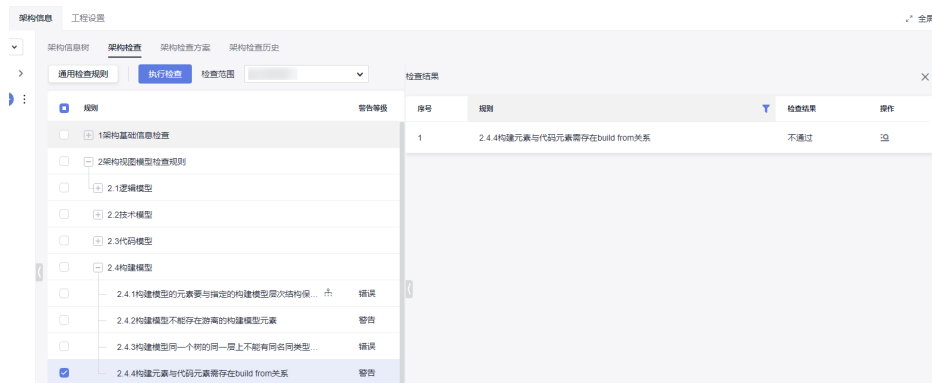 架构信息 工程设置 全屏
架构信息树 架构检查 架构检查方案 架构检查历史
通用检查规则 执行检查 检查范围
检查结果
规则 警告等级
序号 规则 检查结果 操作
1架构基础信息检查
1 2.4.4构建元素与代码元素需存在build from关系 不通过
2架构视图模型检查规则
2.1逻辑模型
2.2技术模型
2.3代码模型
2.4构建模型
2.4.1构建模型的元素要与指定的构建模型层次结构保... 错误
2.4.2构建模型不能存在游离的构建模型元素 警告
2.4.3构建模型同一个树的同一层上不能有同名同类型... 错误
2.4.4构建元素与代码元素需存在build from关系 警告